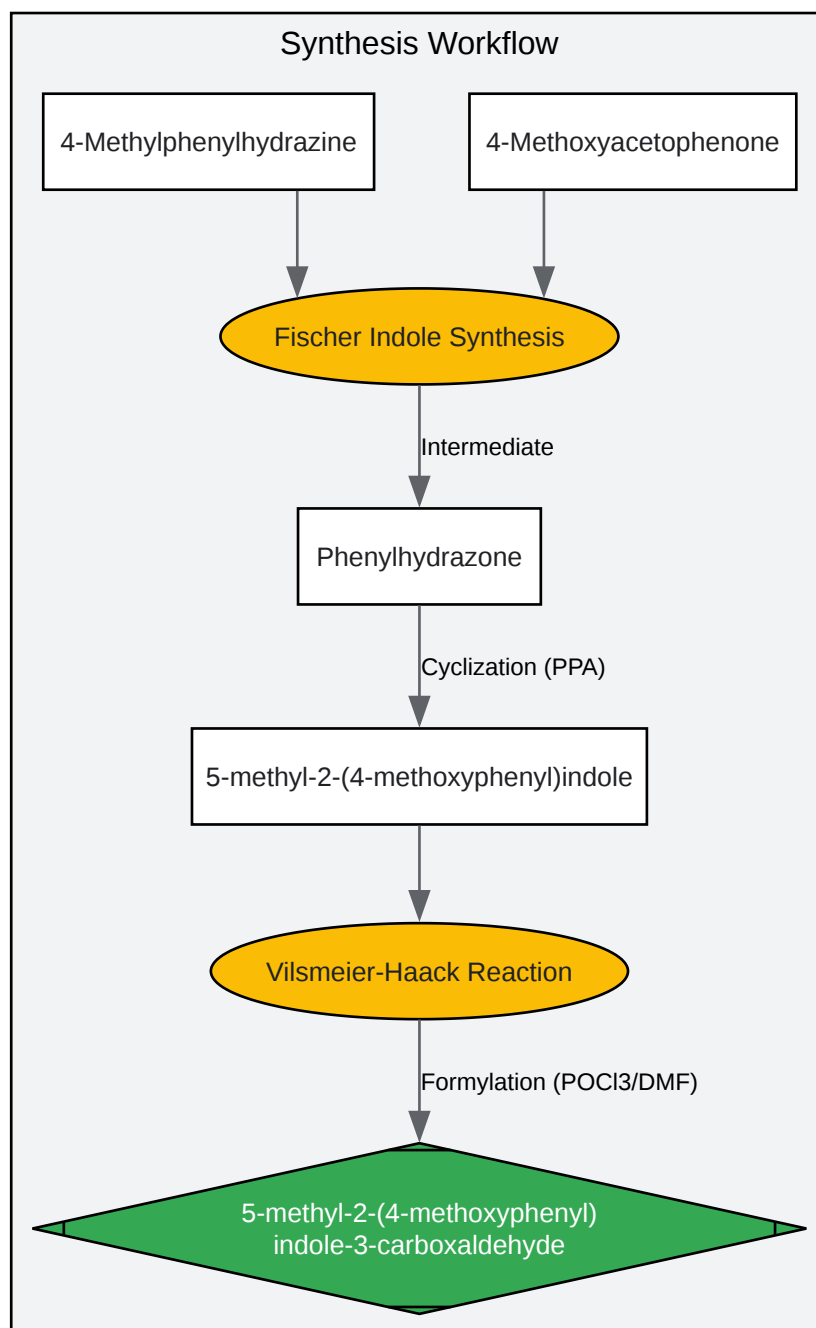 Synthesis Workflow
4-Methylphenylhydrazine
4-Methoxyacetophenone
Fischer Indole Synthesis
Intermediate
Phenylhydrazone
Cyclization (PPA)
5-methyl-2-(4-methoxyphenyl)indole
Vilsmeier-Haack Reaction
Formylation (POCl3/DMF)
5-methyl-2-(4-methoxyphenyl)
indole-3-carboxaldehyde